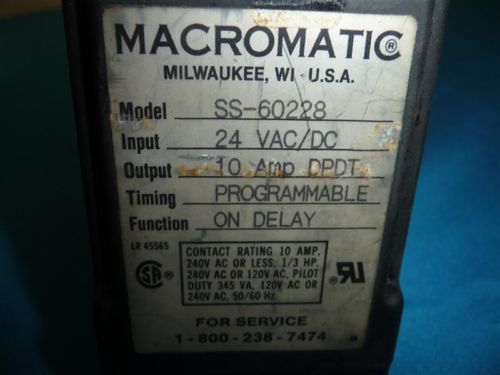 MACROMATIC®
MILWAUKEE, WI U.S.A.
Model SS-60228
Input 24 VAC/DC
Output 10 Amp DPDT
Timing PROGRAMMABLE
Function ON DELAY
LR 45565
CONTACT RATING 10 AMP,
240V AC OR LESS, 1/3 HP,
240V AC OR 120V AC, PILOT
DUTY 345 VA, 120V AC OR
240V AC, 50/60 Hz.
FOR SERVICE
1-800-238-7474